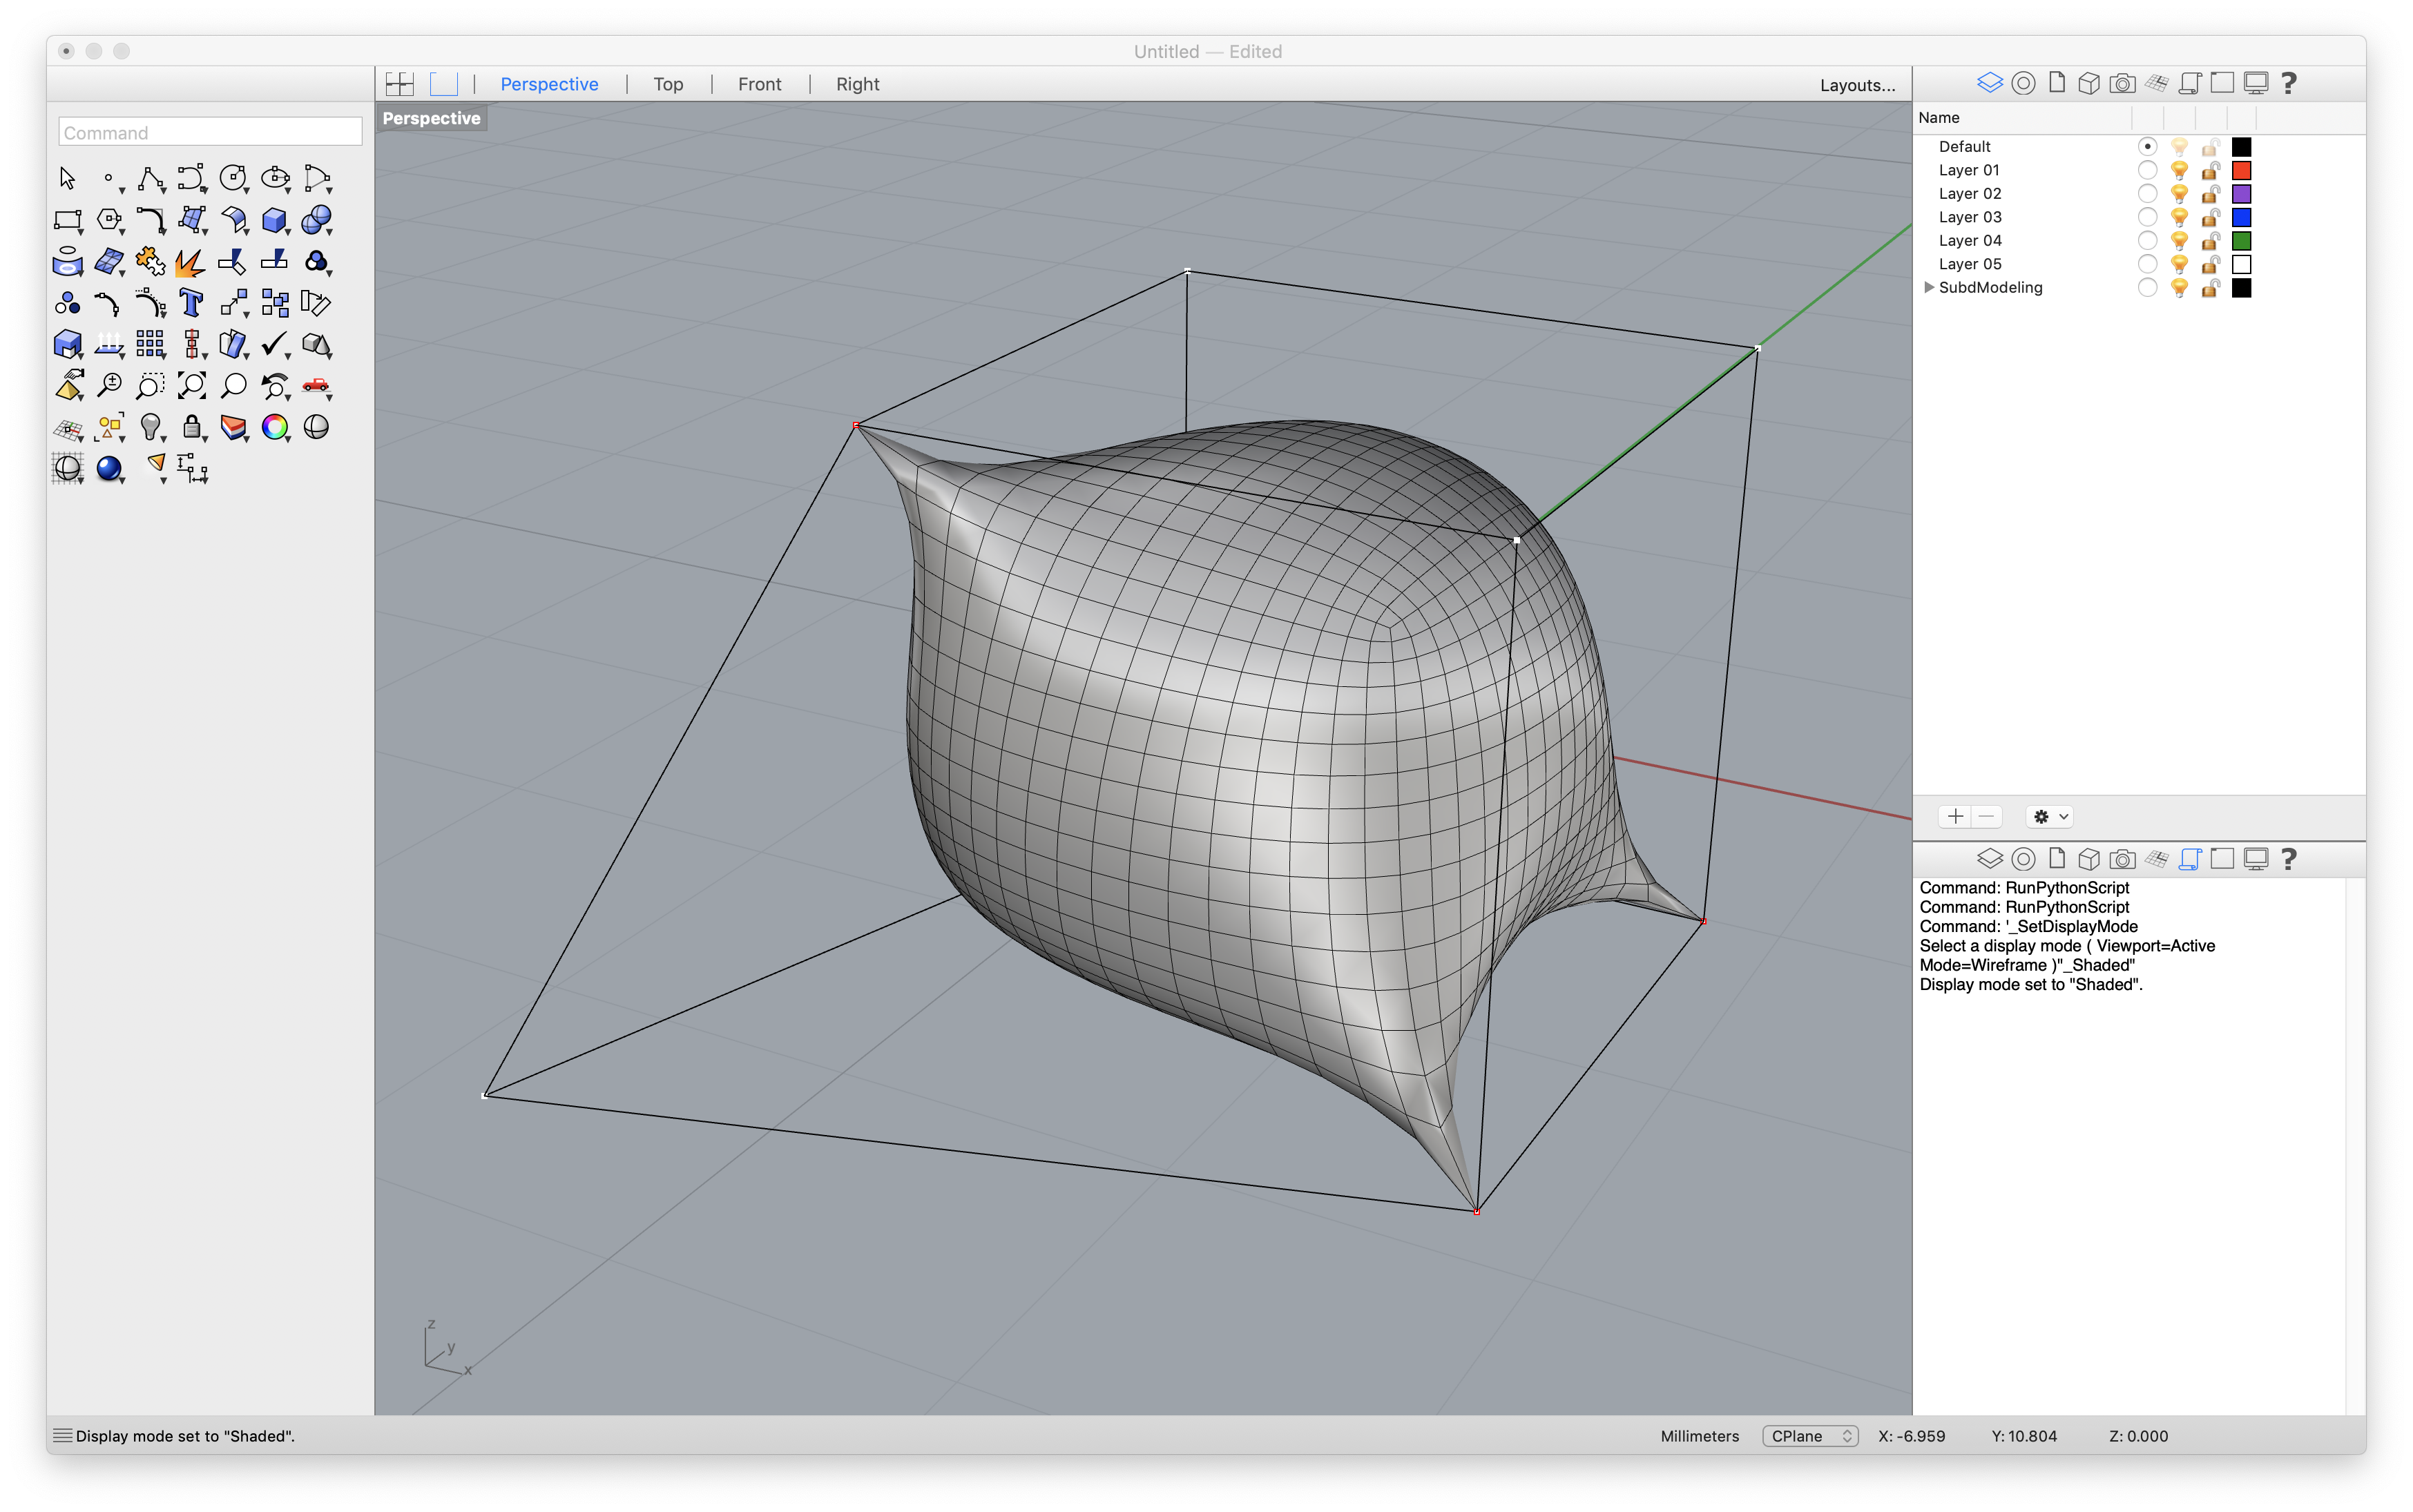 Untitled — Edited
Perspective | Top | Front | Right
Layouts...
Command
Perspective
Name
Default
Layer 01
Layer 02
Layer 03
Layer 04
Layer 05
SubdModeling
Command: RunPythonScript
Command: RunPythonScript
Command: '_SetDisplayMode
Select a display mode ( Viewport=Active
Mode=Wireframe )"_Shaded"
Display mode set to "Shaded".
z
y
x
Display mode set to "Shaded".
Millimeters
CPlane
X: -6.959
Y: 10.804
Z: 0.000